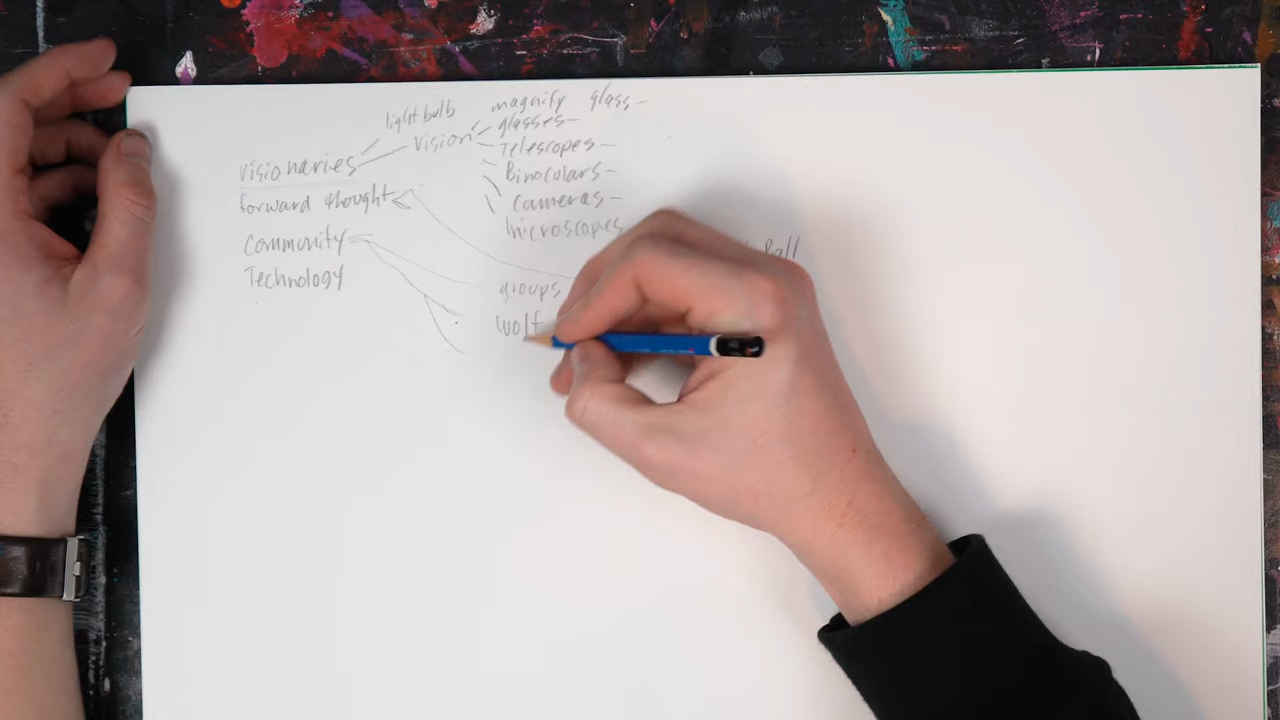 light bulb
magnify glass
vision
glasses
Telescopes
Binoculars
Cameras
microscopes
visionaries
forward thought
Community
Technology
Ball
groups
wolf